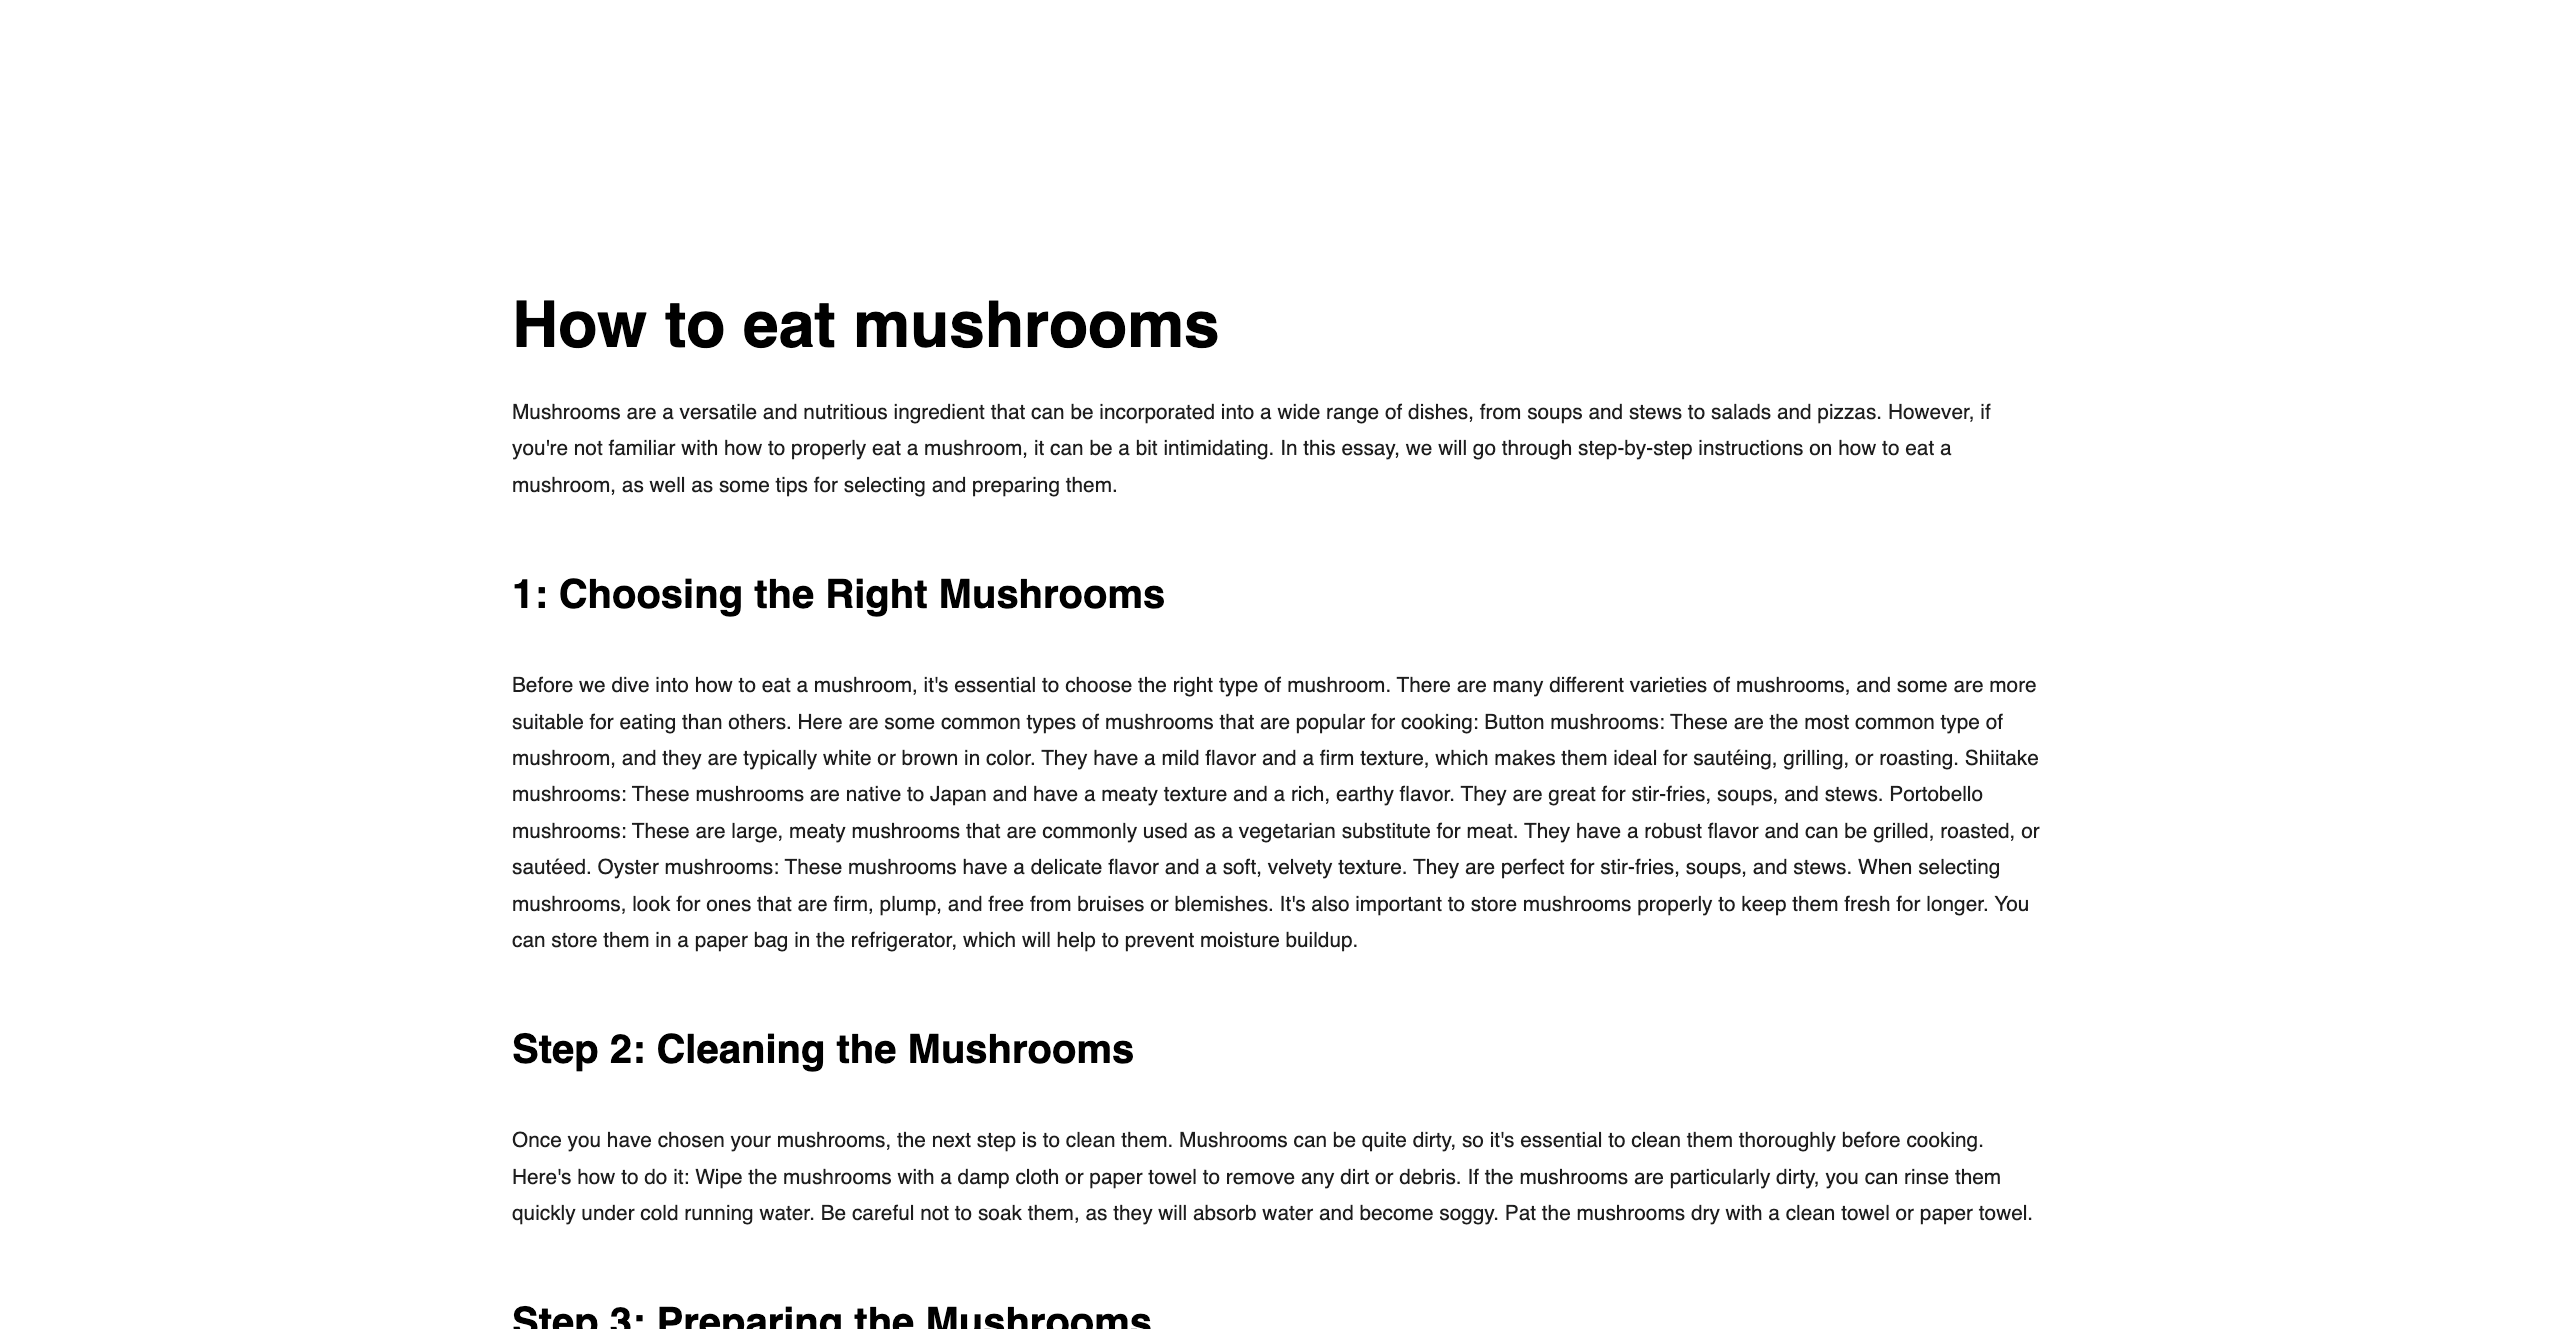 How to eat mushrooms
Mushrooms are a versatile and nutritious ingredient that can be incorporated into a wide range of dishes, from soups and stews to salads and pizzas. However, if
you're not familiar with how to properly eat a mushroom, it can be a bit intimidating. In this essay, we will go through step-by-step instructions on how to eat a
mushroom, as well as some tips for selecting and preparing them.
1: Choosing the Right Mushrooms
Before we dive into how to eat a mushroom, it's essential to choose the right type of mushroom. There are many different varieties of mushrooms, and some are more
suitable for eating than others. Here are some common types of mushrooms that are popular for cooking: Button mushrooms: These are the most common type of
mushroom, and they are typically white or brown in color. They have a mild flavor and a firm texture, which makes them ideal for sautéing, grilling, or roasting. Shiitake
mushrooms: These mushrooms are native to Japan and have a meaty texture and a rich, earthy flavor. They are great for stir-fries, soups, and stews. Portobello
mushrooms: These are large, meaty mushrooms that are commonly used as a vegetarian substitute for meat. They have a robust flavor and can be grilled, roasted, or
sautéed. Oyster mushrooms: These mushrooms have a delicate flavor and a soft, velvety texture. They are perfect for stir-fries, soups, and stews. When selecting
mushrooms, look for ones that are firm, plump, and free from bruises or blemishes. It's also important to store mushrooms properly to keep them fresh for longer. You
can store them in a paper bag in the refrigerator, which will help to prevent moisture buildup.
Step 2: Cleaning the Mushrooms
Once you have chosen your mushrooms, the next step is to clean them. Mushrooms can be quite dirty, so it's essential to clean them thoroughly before cooking.
Here's how to do it: Wipe the mushrooms with a damp cloth or paper towel to remove any dirt or debris. If the mushrooms are particularly dirty, you can rinse them
quickly under cold running water. Be careful not to soak them, as they will absorb water and become soggy. Pat the mushrooms dry with a clean towel or paper towel.
Step 3: Preparing the Mushrooms